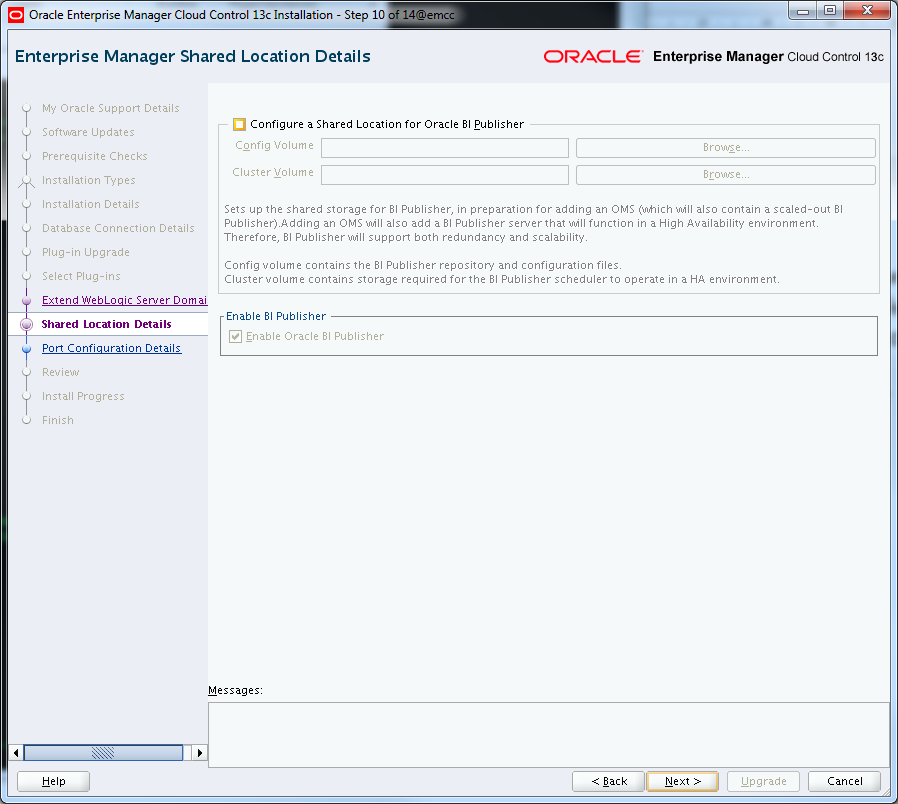 Oracle Enterprise Manager Cloud Control 13c Installation - Step 10 of 14@emcc
Enterprise Manager Shared Location Details
ORACLE Enterprise Manager Cloud Control 13c
My Oracle Support Details
Software Updates
Prerequisite Checks
Installation Types
Installation Details
Database Connection Details
Plug-in Upgrade
Select Plug-ins
Extend WebLogic Server Domai
Shared Location Details
Port Configuration Details
Review
Install Progress
Finish
Configure a Shared Location for Oracle BI Publisher
Config Volume
Browse...
Cluster Volume
Browse...
Sets up the shared storage for BI Publisher, in preparation for adding an OMS (which will also contain a scaled-out BI
Publisher).Adding an OMS will also add a BI Publisher server that will function in a High Availability environment.
Therefore, BI Publisher will support both redundancy and scalability.
Config volume contains the BI Publisher repository and configuration files.
Cluster volume contains storage required for the BI Publisher scheduler to operate in a HA environment.
Enable BI Publisher
Enable Oracle BI Publisher
Messages:
Help
< Back
Next >
Upgrade
Cancel